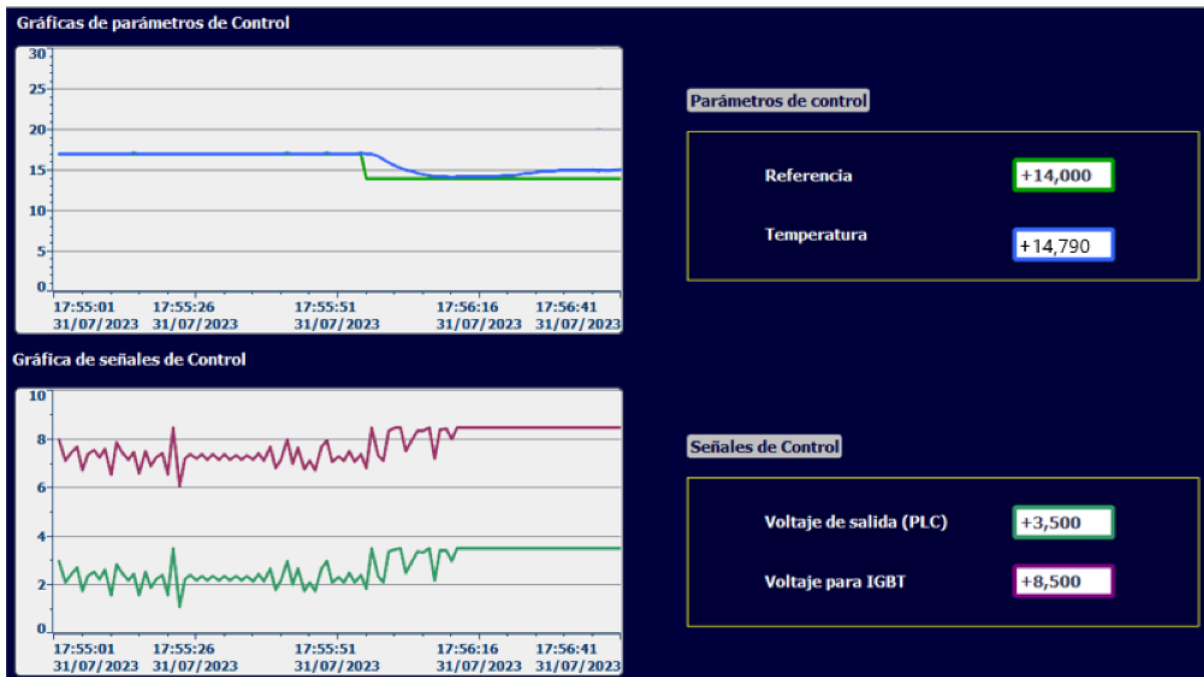 Gráficas de parámetros de Control
30
25
20
15
10
5
0
17:55:01 17:55:26 17:55:51 17:56:16 17:56:41
31/07/2023 31/07/2023 31/07/2023 31/07/2023 31/07/2023
Parámetros de control
Referencia +14,000
Temperatura +14,790
Gráfica de señales de Control
10
8
6
4
2
0
17:55:01 17:55:26 17:55:51 17:56:16 17:56:41
31/07/2023 31/07/2023 31/07/2023 31/07/2023 31/07/2023
Señales de Control
Voltaje de salida (PLC) +3,500
Voltaje para IGBT +8,500